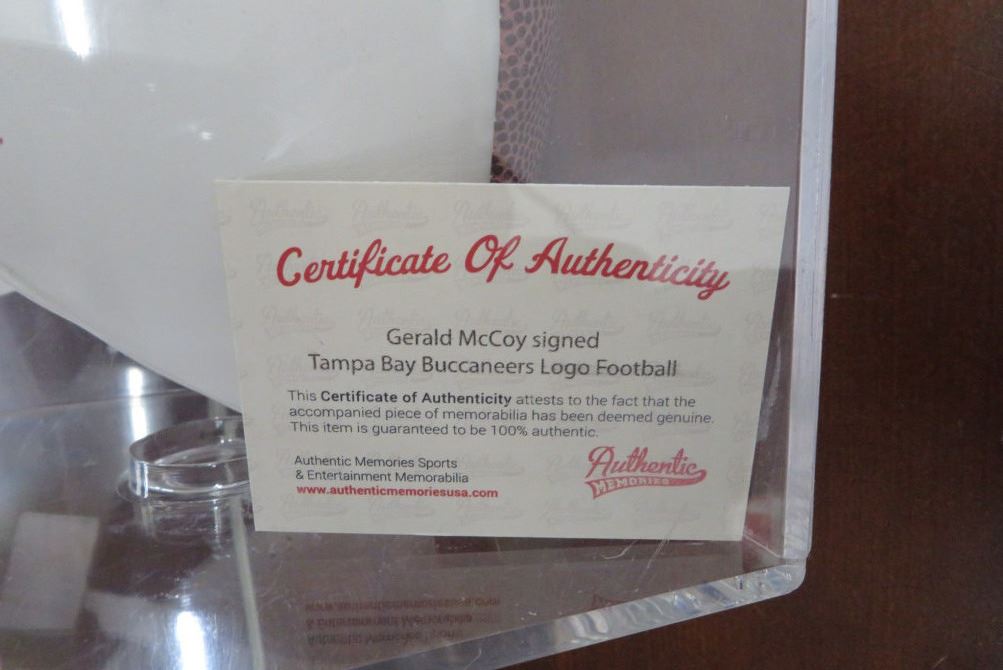 Certificate Of Authenticity
Gerald McCoy signed
Tampa Bay Buccaneers Logo Football
This Certificate of Authenticity attests to the fact that the
accompanied piece of memorabilia has been deemed genuine.
This item is guaranteed to be 100% authentic.
Authentic Memories Sports
& Entertainment Memorabilia
www.authenticmemoriesusa.com
Authentic
MEMORIES